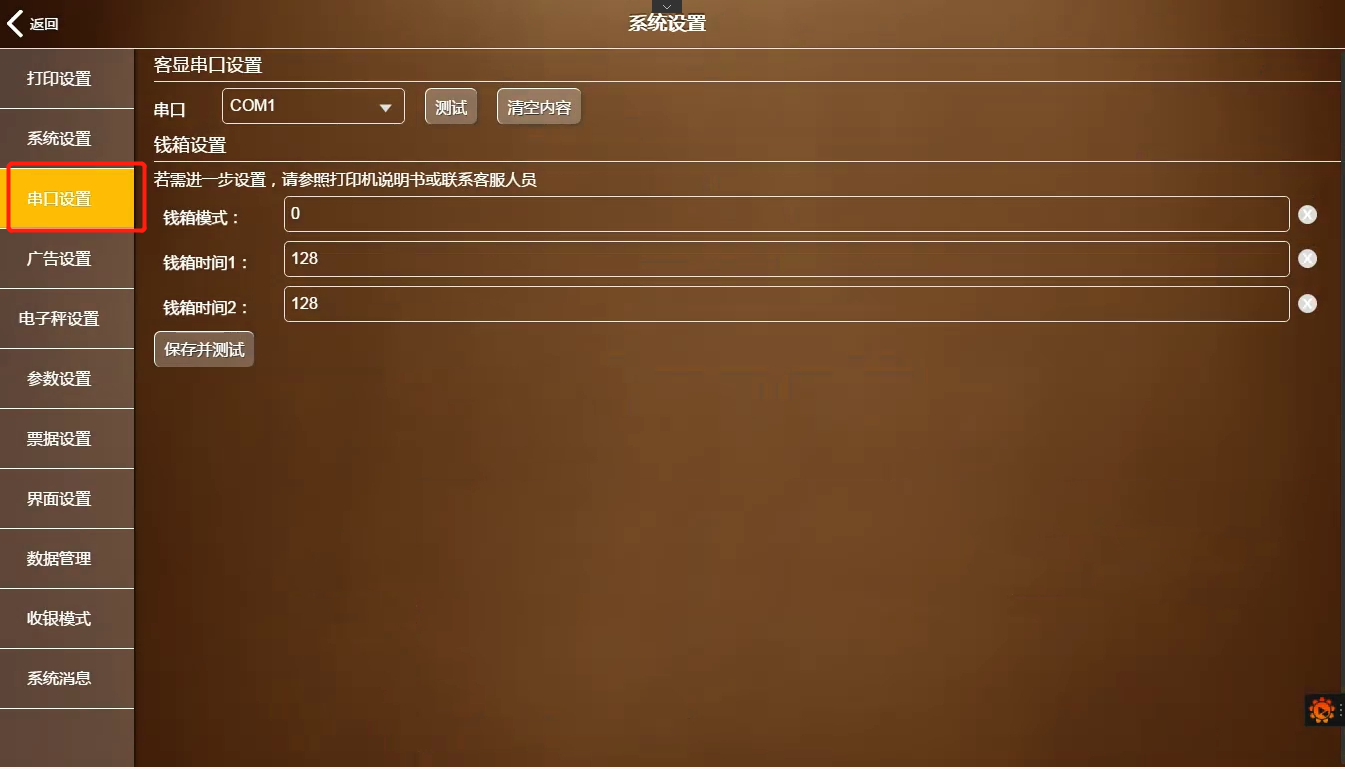 返回
系统设置
打印设置
系统设置
串口设置
广告设置
电子秤设置
参数设置
票据设置
界面设置
数据管理
收银模式
系统消息
客显串口设置
串口 COM1 测试 清空内容
钱箱设置
若需进一步设置，请参照打印机说明书或联系客服人员
钱箱模式： 0
钱箱时间1： 128
钱箱时间2： 128
保存并测试